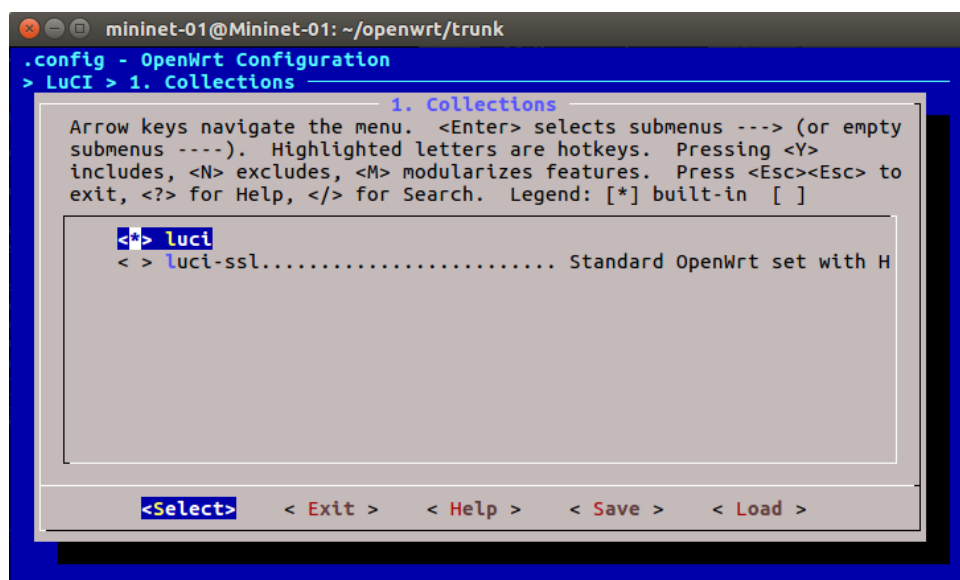 mininet-01@Mininet-01: ~/openwrt/trunk
.config - OpenWrt Configuration
> LuCI > 1. Collections
1. Collections
Arrow keys navigate the menu.  <Enter> selects submenus ---> (or empty
submenus ----).  Highlighted letters are hotkeys.  Pressing <Y>
includes, <N> excludes, <M> modularizes features.  Press <Esc><Esc> to
exit, <?> for Help, </> for Search.  Legend: [*] built-in  [ ]
<*> luci
< > luci-ssl......................... Standard OpenWrt set with H
<Select>    < Exit >    < Help >    < Save >    < Load >